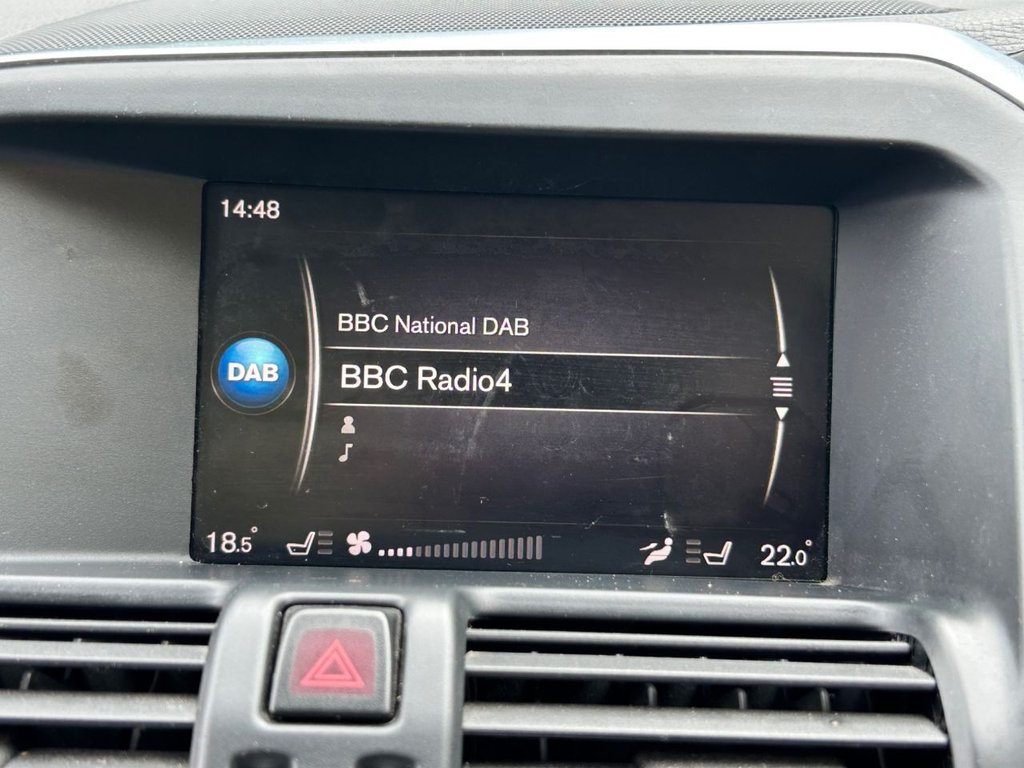 14:48
BBC National DAB
DAB
BBC Radio4
18.5°
22.0°